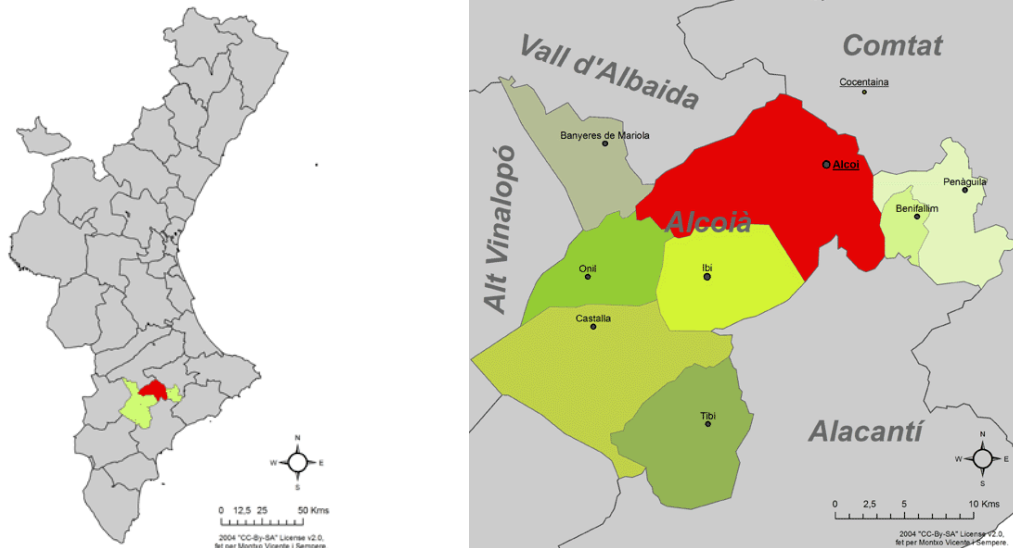 N
W
E
S
0 12,5 25 50 Kms
2004 "CC-By-SA" License v2.0,
fet per Montxo Vicente i Sempere.
Comtat
Vall d'Albaida
Cocentaina
Banyeres de Mariola
Alcoi
Penàguila
Benifallim
Alcoià
Alt Vinalopó
Onil
Ibi
Castalla
Tibi
Alacantí
N
W
E
S
0 2,5 5 10 Kms
2004 "CC-By-SA" License v2.0,
fet per Montxo Vicente i Sempere.